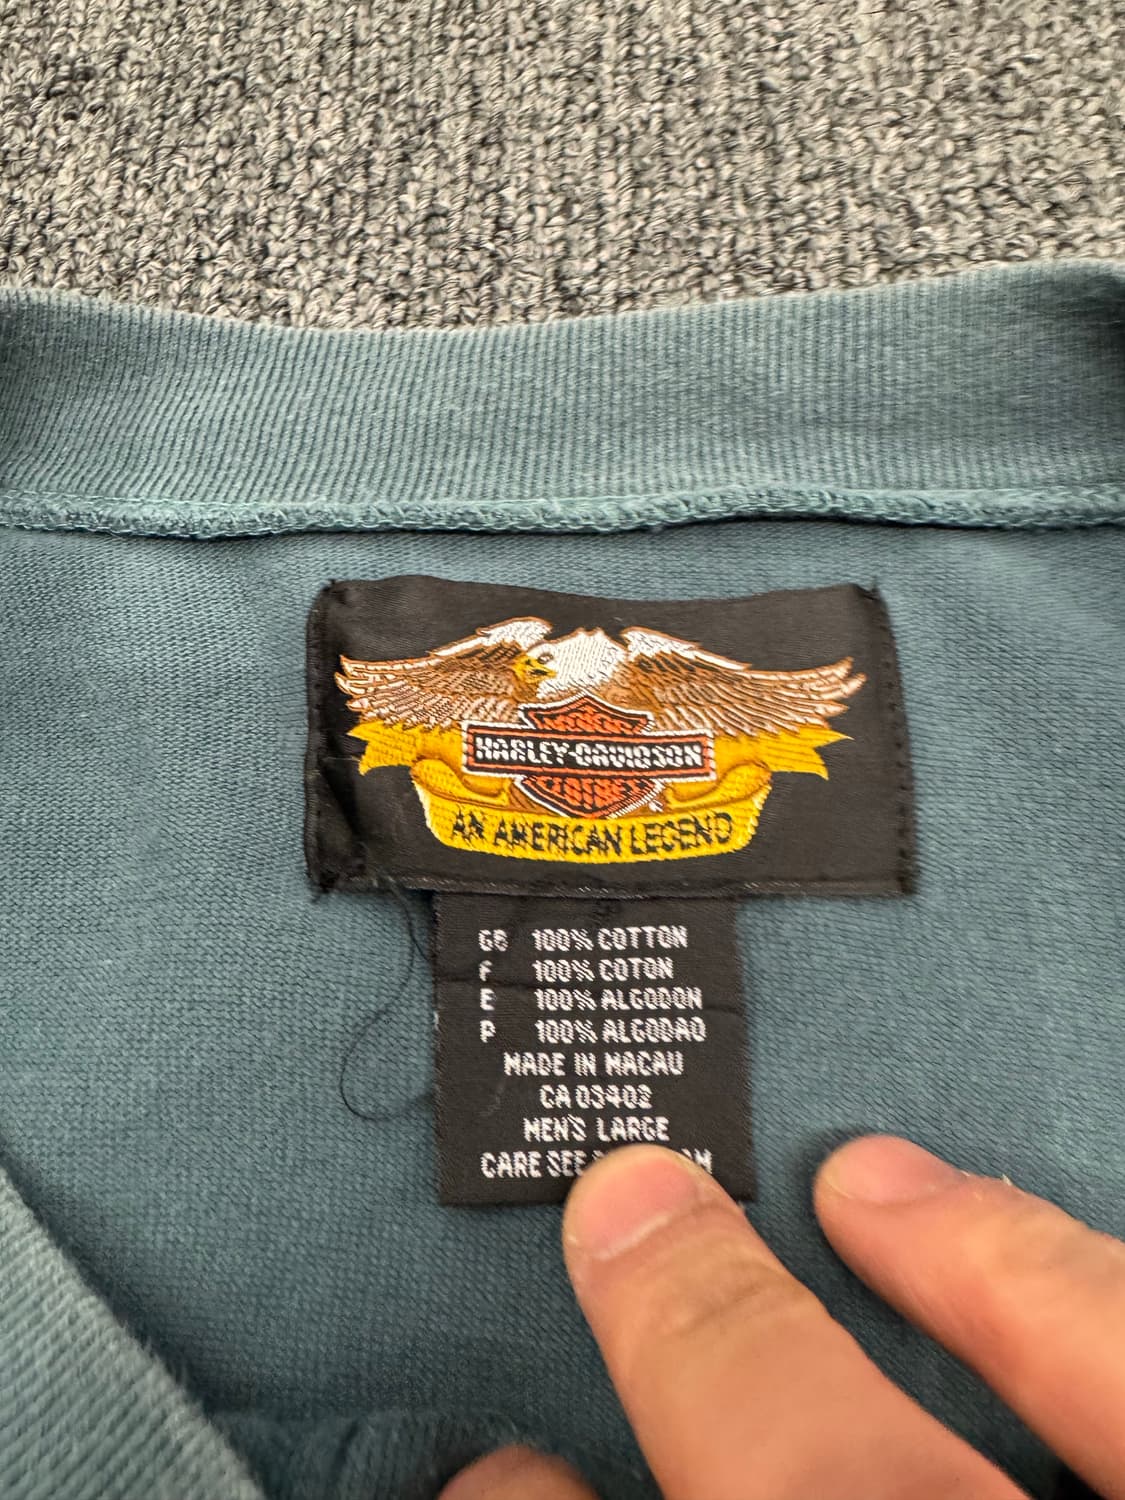 HARLEY-DAVIDSON
AN AMERICAN LEGEND
GB 100% COTTON
F 100% COTON
E 100% ALGODON
P 100% ALGODAO
MADE IN MACAU
CA 03402
MEN'S LARGE
CARE SEE